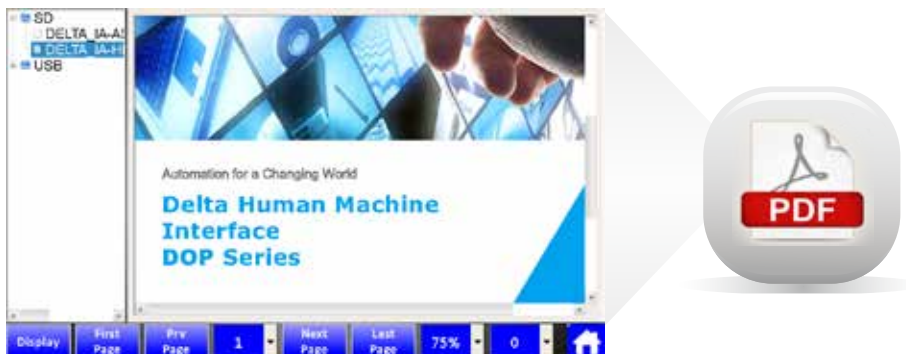 SD
DELTA_IA-AS
DELTA_IA-H
USB
Automation for a Changing World
Delta Human Machine
Interface
DOP Series
PDF
Display
First
Page
Prv
Page
1
Next
Page
Last
Page
75%
0